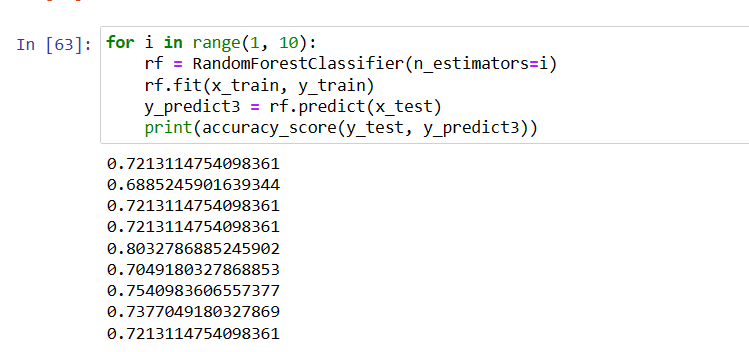 In [63]: for i in range(1, 10):
rf = RandomForestClassifier(n_estimators=i)
rf.fit(x_train, y_train)
y_predict3 = rf.predict(x_test)
print(accuracy_score(y_test, y_predict3))
0.7213114754098361
0.6885245901639344
0.7213114754098361
0.7213114754098361
0.8032786885245902
0.7049180327868853
0.7540983606557377
0.7377049180327869
0.7213114754098361